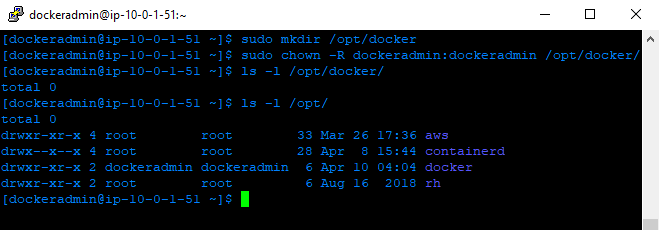 dockeradmin@ip-10-0-1-51:~
[dockeradmin@ip-10-0-1-51 ~]$ sudo mkdir /opt/docker
[dockeradmin@ip-10-0-1-51 ~]$ sudo chown -R dockeradmin:dockeradmin /opt/docker/
[dockeradmin@ip-10-0-1-51 ~]$ ls -l /opt/docker/
total 0
[dockeradmin@ip-10-0-1-51 ~]$ ls -l /opt/
total 0
drwxr-xr-x 4 root        root        33 Mar 26 17:36 aws
drwx--x--x 4 root        root        28 Apr  8 15:44 containerd
drwxr-xr-x 2 dockeradmin dockeradmin  6 Apr 10 04:04 docker
drwxr-xr-x 2 root        root         6 Aug 16  2018 rh
[dockeradmin@ip-10-0-1-51 ~]$